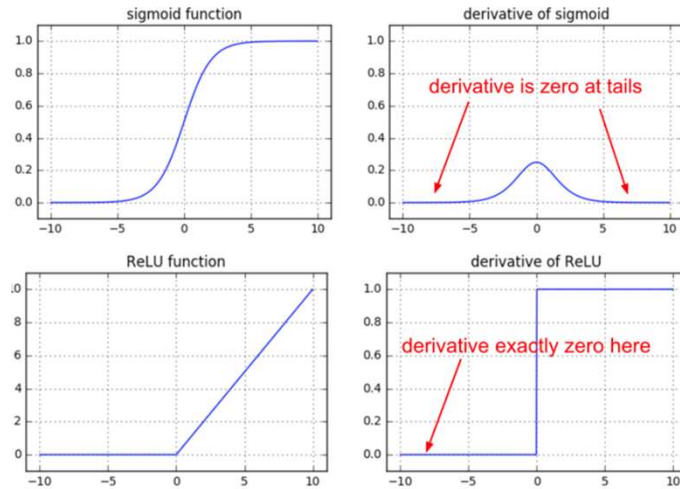 sigmoid function
1.0
0.8
0.6
0.4
0.2
0.0
−10 −5 0 5 10
derivative of sigmoid
1.0
0.8
derivative is zero at tails
0.6
0.4
0.2
0.0
−10 −5 0 5 10
ReLU function
.0
8
6
4
2
0
−10 −5 0 5 10
derivative of ReLU
1.0
0.8
derivative exactly zero here
0.6
0.4
0.2
0.0
−10 −5 0 5 10